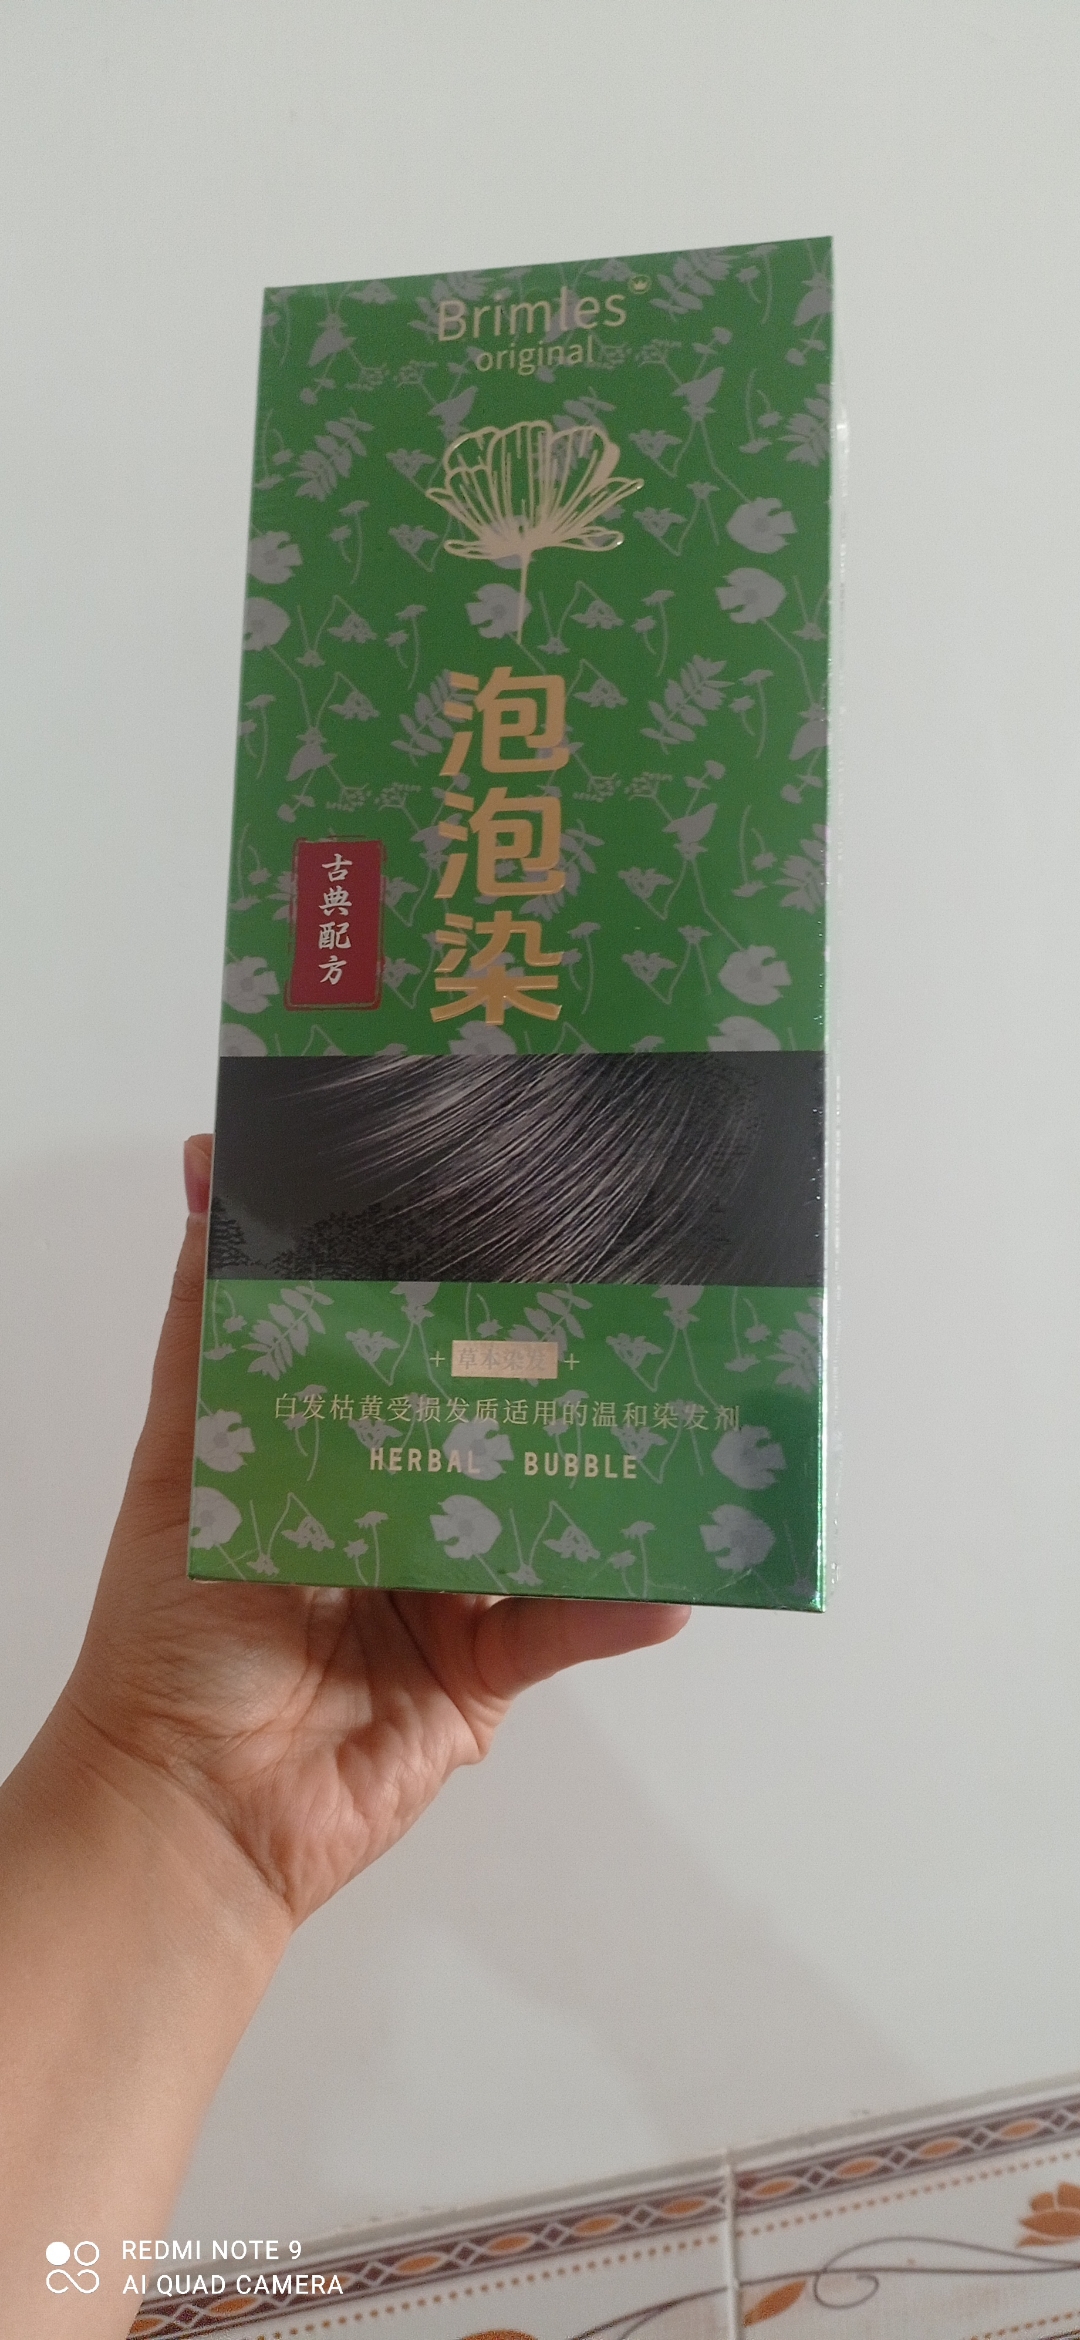 Brimles
original
泡泡染
古典配方
草本染发
白发枯黄受损发质适用的温和染发剂
HERBAL BUBBLE
REDMI NOTE 9
AI QUAD CAMERA